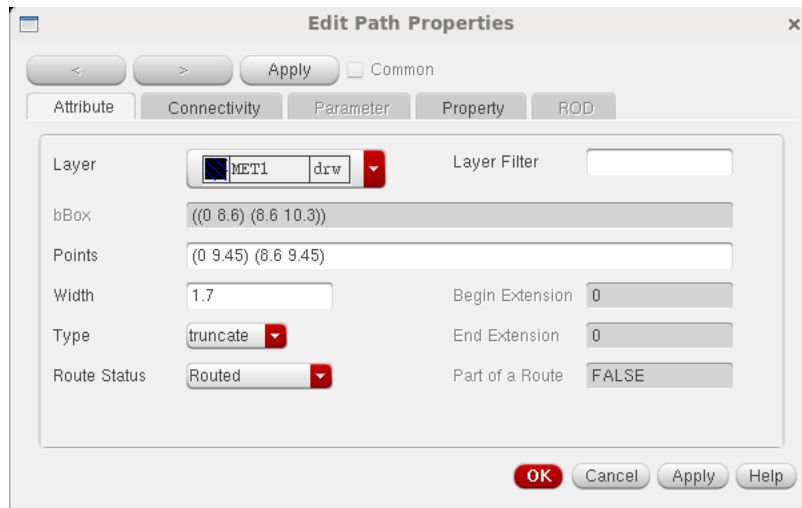 Edit Path Properties
< > Apply Common
Attribute Connectivity Parameter Property ROD
Layer MET1 drw Layer Filter
bBox ((0 8.6) (8.6 10.3))
Points (0 9.45) (8.6 9.45)
Width 1.7 Begin Extension 0
Type truncate End Extension 0
Route Status Routed Part of a Route FALSE
OK Cancel Apply Help